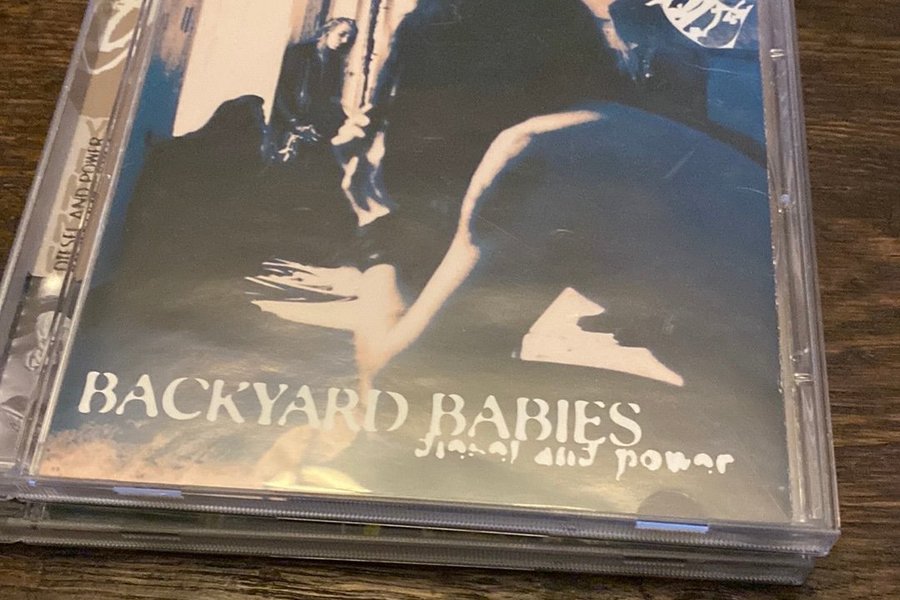 DIESEL AND POWER
BACKYARD BABIES
diesel and power